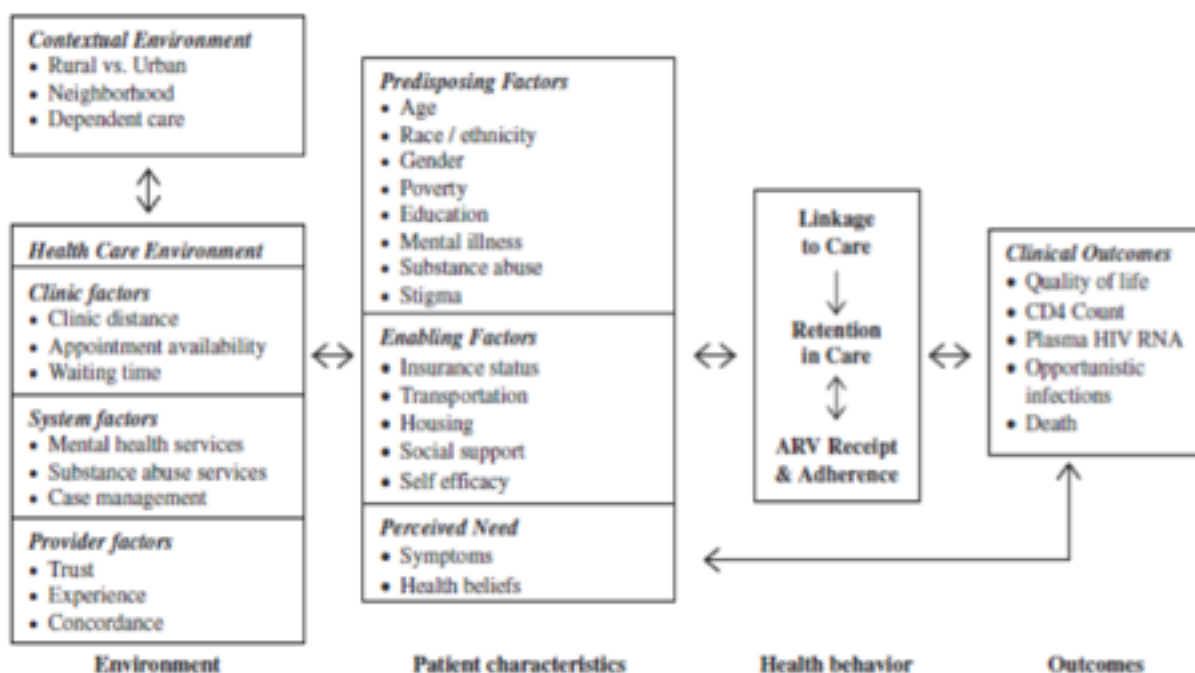 Contextual Environment
• Rural vs. Urban
• Neighborhood
• Dependent care
Health Care Environment
Clinic factors
• Clinic distance
• Appointment availability
• Waiting time
System factors
• Mental health services
• Substance abuse services
• Case management
Provider factors
• Trust
• Experience
• Concordance
Environment
Predisposing Factors
• Age
• Race / ethnicity
• Gender
• Poverty
• Education
• Mental illness
• Substance abuse
• Stigma
Enabling Factors
• Insurance status
• Transportation
• Housing
• Social support
• Self efficacy
Perceived Need
• Symptoms
• Health beliefs
Patient characteristics
Linkage
to Care
Retention
in Care
ARV Receipt
& Adherence
Health behavior
Clinical Outcomes
• Quality of life
• CD4 Count
• Plasma HIV RNA
• Opportunistic
infections
• Death
Outcomes